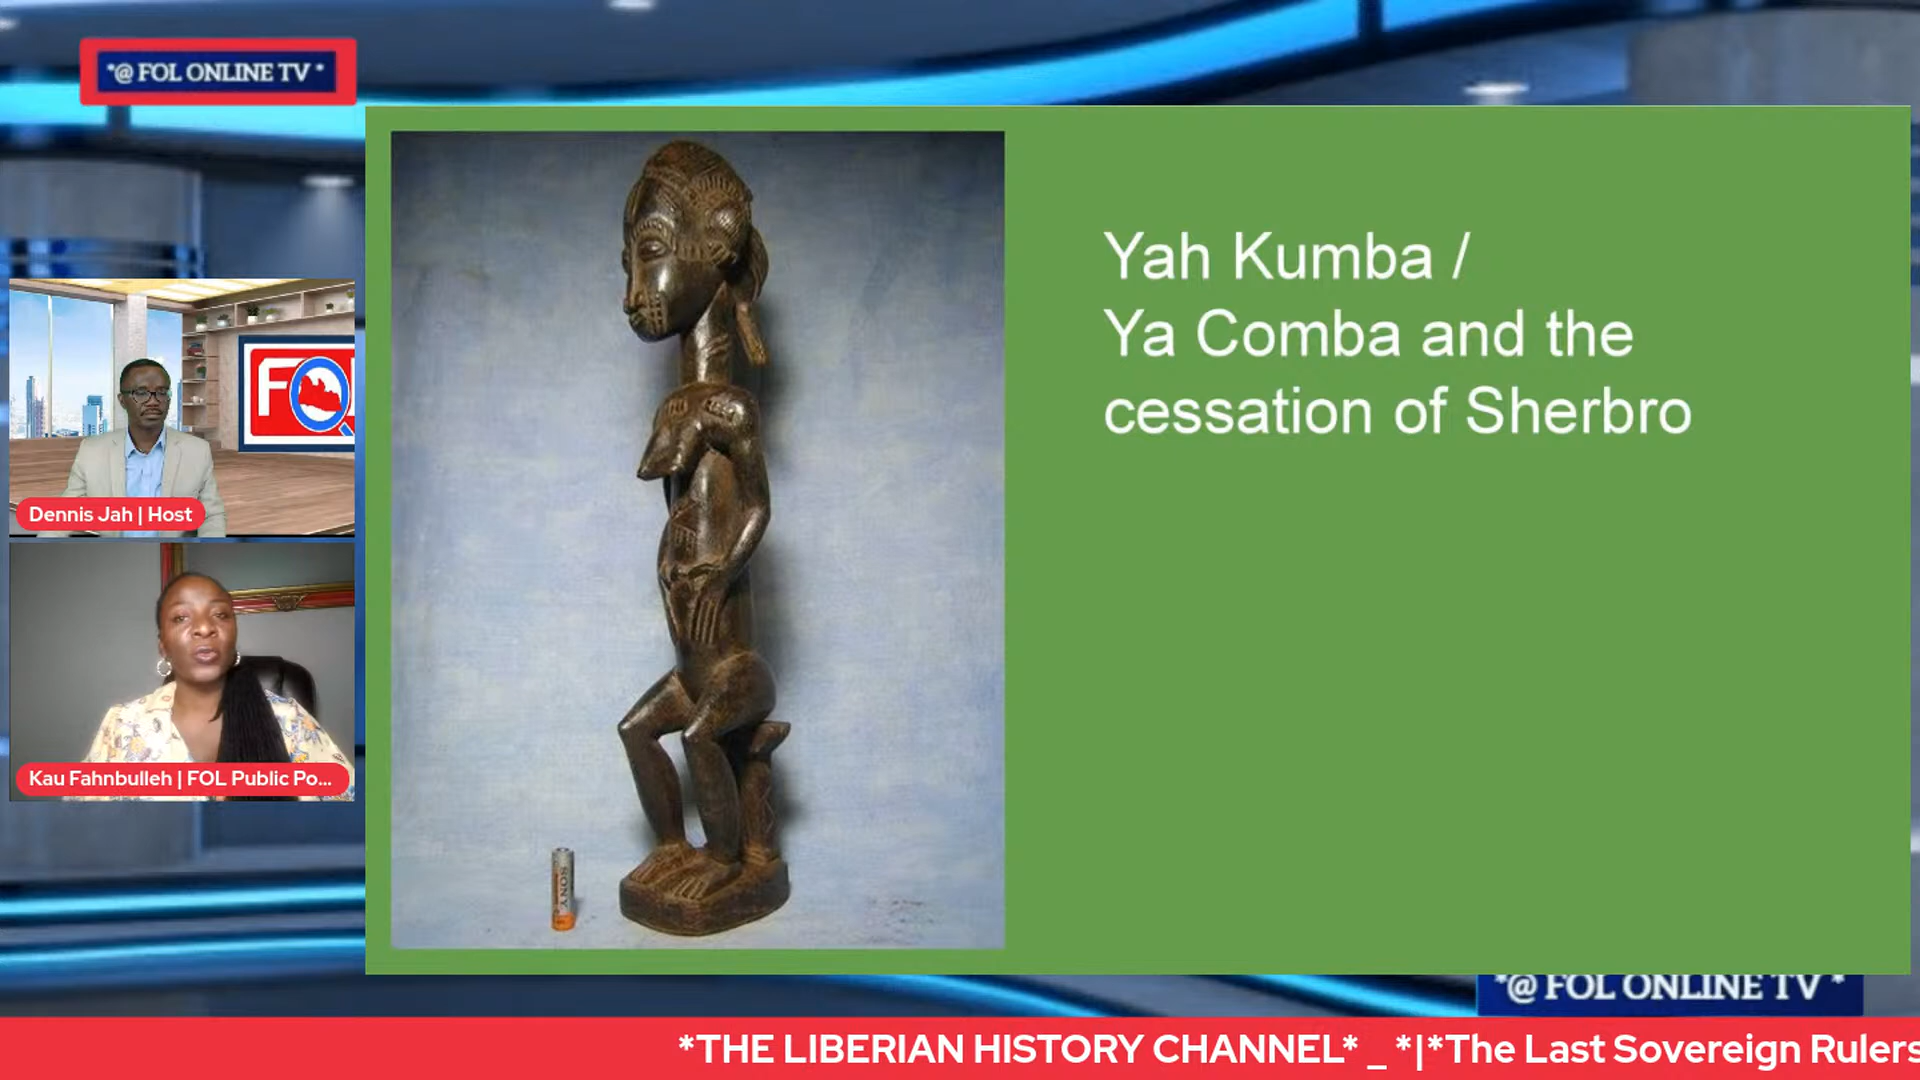 *@ FOL ONLINE TV *
Yah Kumba /
Ya Comba and the
cessation of Sherbro
Dennis Jah | Host
Kau Fahnbulleh | FOL Public Po...
SONY
*@ FOL ONLINE TV *
*THE LIBERIAN HISTORY CHANNEL* _ *|*The Last Sovereign Rulers